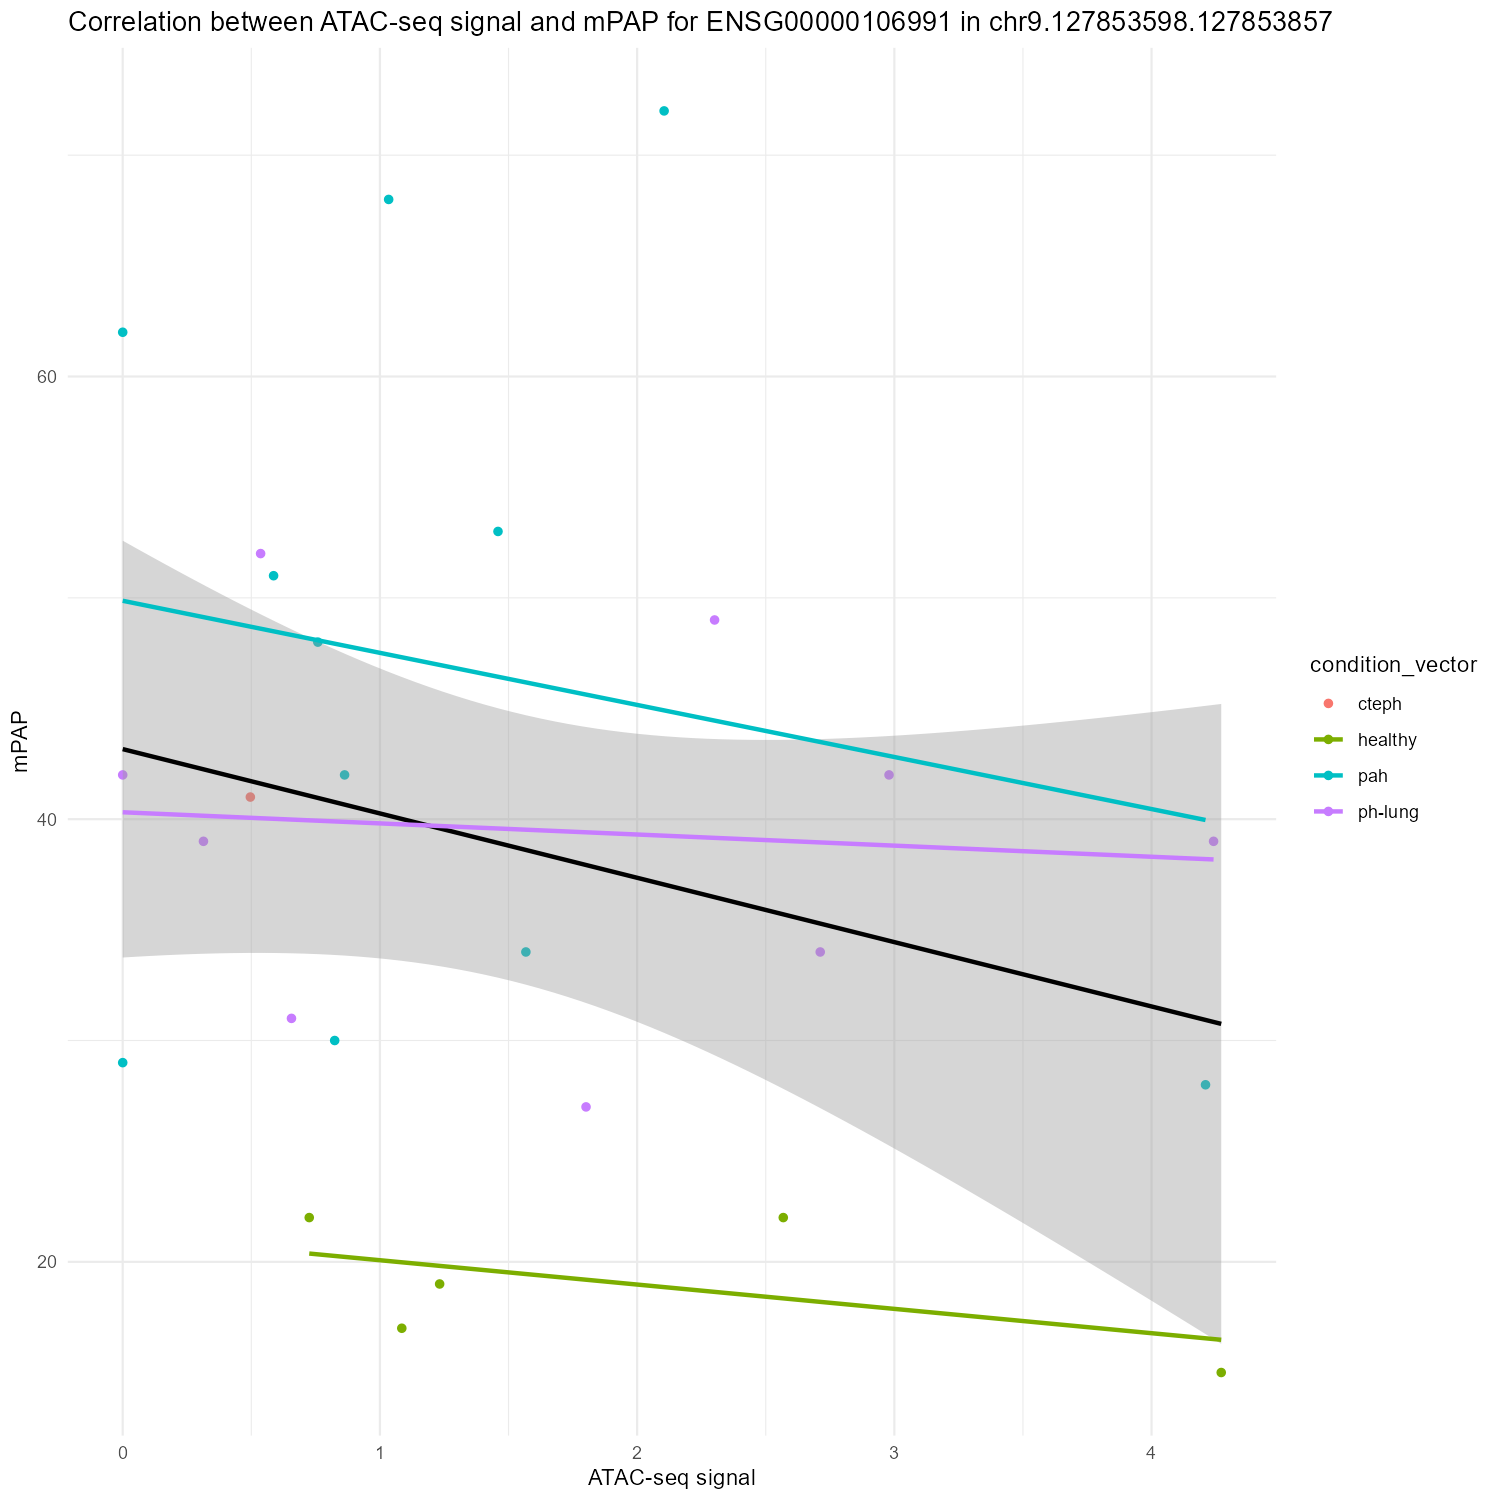 Correlation between ATAC-seq signal and mPAP for ENSG00000106991 in chr9.127853598.127853857
60
40
20
mPAP
0 1 2 3 4
ATAC-seq signal
condition_vector
cteph
healthy
pah
ph-lung